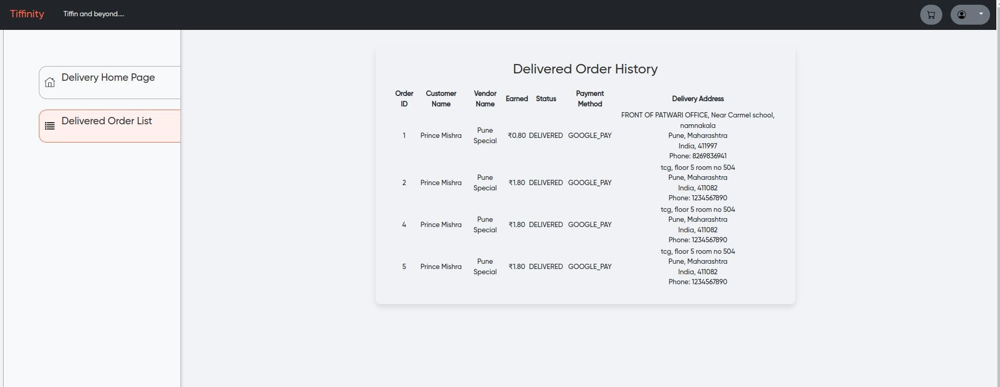 Tiffinity Tiffin and beyond....
Delivery Home Page
Delivered Order List
Delivered Order History
Order ID Customer Name Vendor Name Earned Status Payment Method Delivery Address
FRONT OF PATWARI OFFICE, Near Carmel school,
namnakala
1 Prince Mishra Pune Special ₹0.80 DELIVERED GOOGLE_PAY Pune, Maharashtra
India, 411997
Phone: 8269836941
tcg, floor 5 room no 504
2 Prince Mishra Pune Special ₹1.80 DELIVERED GOOGLE_PAY Pune, Maharashtra
India, 411082
Phone: 1234567890
tcg, floor 5 room no 504
4 Prince Mishra Pune Special ₹1.80 DELIVERED GOOGLE_PAY Pune, Maharashtra
India, 411082
Phone: 1234567890
tcg, floor 5 room no 504
5 Prince Mishra Pune Special ₹1.80 DELIVERED GOOGLE_PAY Pune, Maharashtra
India, 411082
Phone: 1234567890